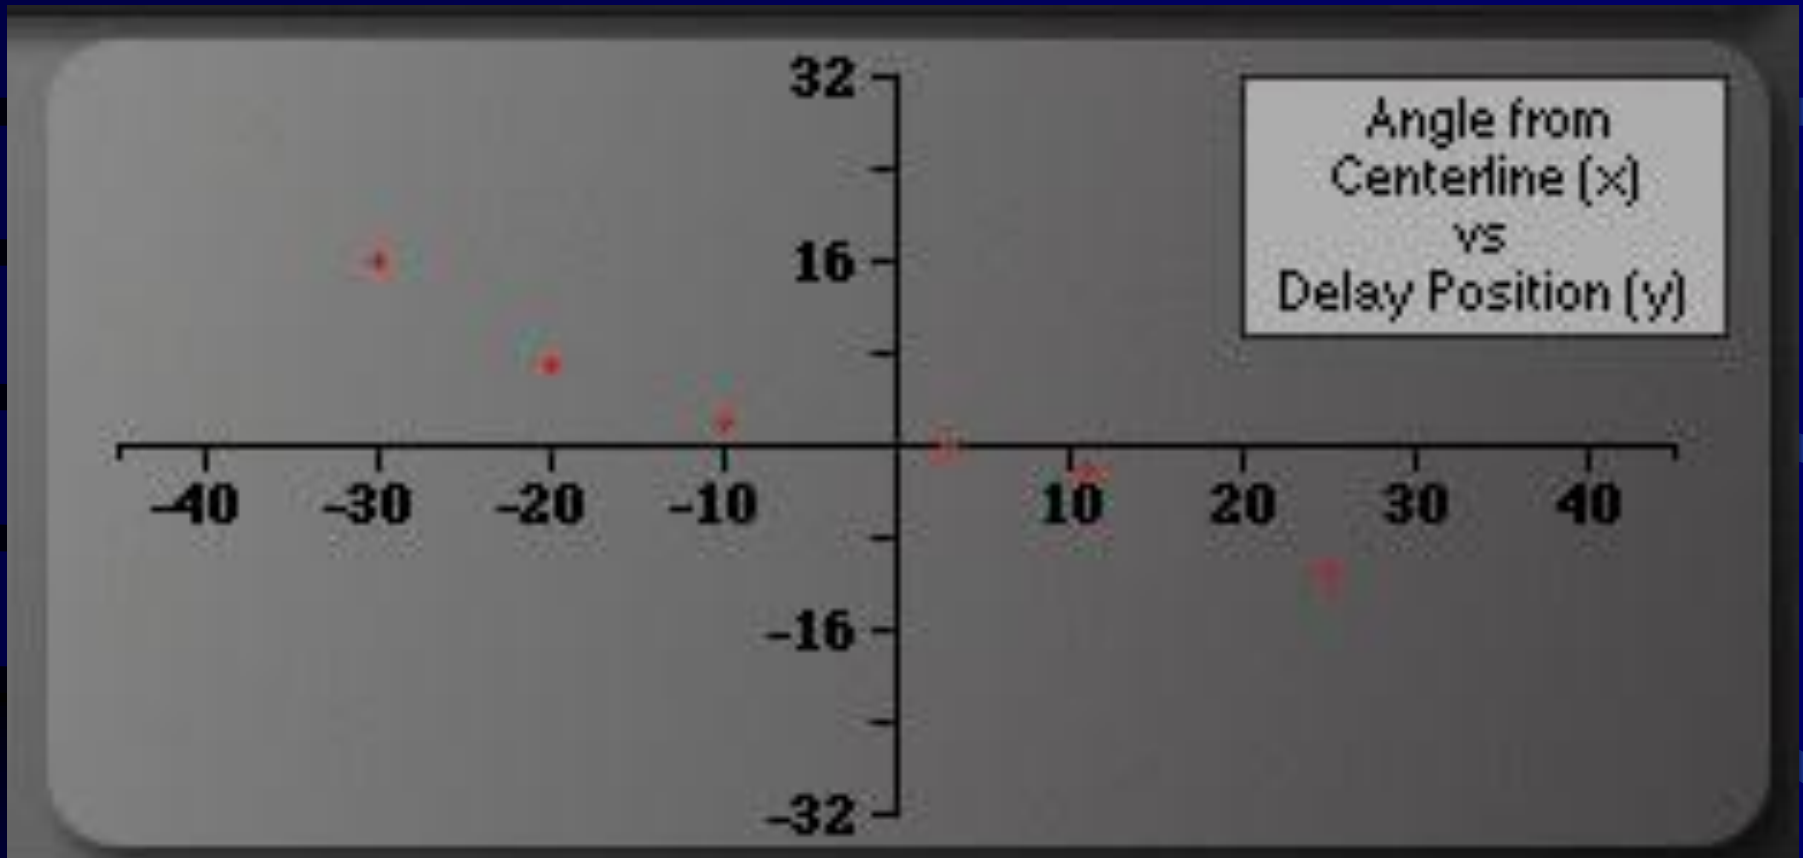 32
Angle from
Centerline (x)
vs
Delay Position (y)
16
-40 -30 -20 -10 10 20 30 40
-16
-32